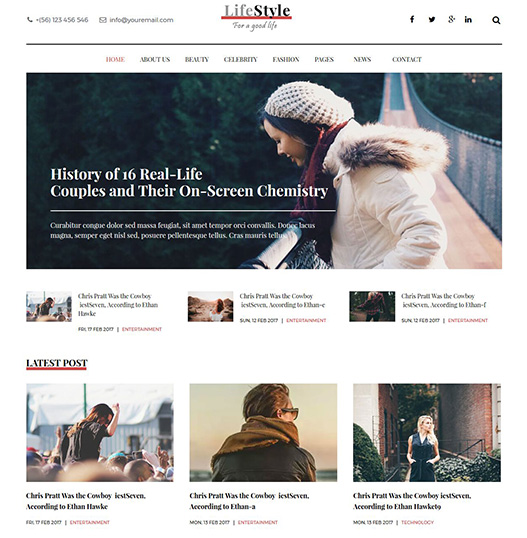 +(56) 123 456 546
info@youremail.com
LifeStyle
For a good life
HOME ABOUT US BEAUTY CELEBRITY FASHION PAGES NEWS CONTACT
History of 16 Real-Life
Couples and Their On-Screen Chemistry
Curabitur congue dolor sed massa feugiat, sit amet tempor orci convallis. Donec lacus
magna, semper eget nisl sed, posuere pellentesque tellus. Cras mauris tellus,
Chris Pratt Was the Cowboy
iestSeven, According to Ethan
Hawke
FRI, 17 FEB 2017 | ENTERTAINMENT
Chris Pratt Was the Cowboy
iestSeven, According to Ethan-e
SUN, 12 FEB 2017 | ENTERTAINMENT
Chris Pratt Was the Cowboy
iestSeven, According to Ethan-f
SUN, 12 FEB 2017 | ENTERTAINMENT
LATEST POST
Chris Pratt Was the Cowboy iestSeven,
According to Ethan Hawke
FRI, 17 FEB 2017 | ENTERTAINMENT
Chris Pratt Was the Cowboy iestSeven,
According to Ethan-a
MON, 13 FEB 2017 | ENTERTAINMENT
Chris Pratt Was the Cowboy iestSeven,
According to Ethan Hawke19
MON, 13 FEB 2017 | TECHNOLOGY